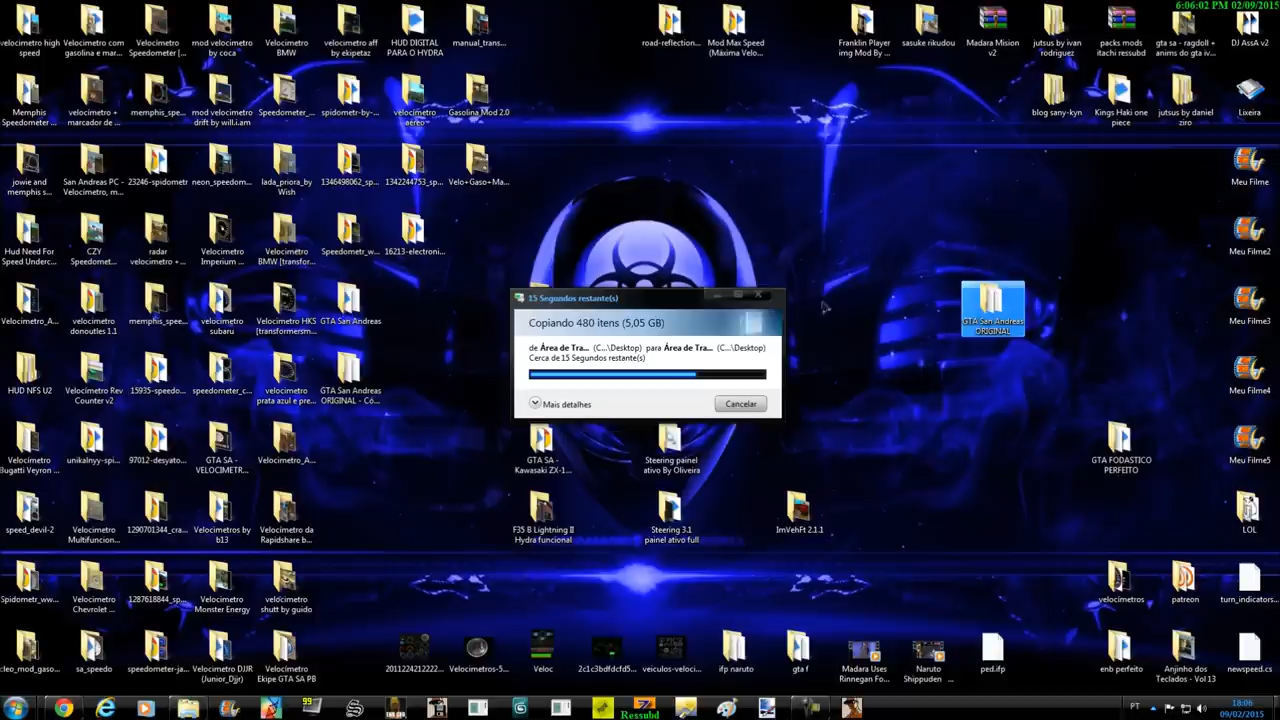 6:06:02 PM 02/09/2015
velocimetro high
speed
Velocimetro com
gasolina e mar...
Velocimetro
Speedometer [...
mod velocimetro
by coca
Velocimetro
BMW
velocimetro aff
by ekipetaz
HUD DIGITAL
PARA O HYDRA
manual_trans...
road-reflection...
Mod Max Speed
(Máxima Velo...
Franklin Player
img Mod By ...
sasuke rikudou
Madara Mision
v2
jutsus by ivan
rodriguez
packs mods
itachi ressubd
gta sa - ragdoll +
anims do gta iv...
DJ AssA v2
Memphis
Speedometer ...
velocimetro +
marcador de ...
memphis_spe...
mod velocimetro
drift by will.i.am
Speedometer_...
spidometr-by-...
velocímetro
aereo
Gasolina Mod 2.0
blog sany-kyn
Kings Haki one
piece
jutsus by daniel
ziro
Lixeira
jowie and
memphis s...
San Andreas PC -
Velocimetro, m...
23246-spidometr
neon_speedom...
lada_priora_by
Wish
1346498062_sp...
1342244753_sp...
Velo+Gaso+Ma...
Meu Filme
Hud Need For
Speed Underc...
CZY
Speedomet...
radar
velocimetro +...
Velocimetro
Imperium ...
Velocimetro
BMW [transfor...
Speedometr_w...
16213-electroni...
Meu Filme2
Velocimetro_A...
velocimetro
donoutles 1.1
memphis_spe...
velocimetro
subaru
Velocimetro HKS
[transformesm...
GTA San Andreas
GTA San Andreas
ORIGINAL
Meu Filme3
15 Segundos restante(s)
Copiando 480 itens (5,05 GB)
de Área de Tra... (C...\Desktop) para Área de Tra... (C...\Desktop)
Cerca de 15 Segundos restante(s)
Mais detalhes
Cancelar
HUD NFS U2
Velocimetro Rev
Counter v2
15935-speedo...
speedometer_c...
velocimetro
prata azul e pre...
GTA San Andreas
ORIGINAL - Có...
Meu Filme4
Velocimetro
Bugatti Veyron ...
unikalnyy-spi...
97012-desyato...
GTA SA -
VELOCIMETR...
Velocimetro_A...
GTA SA -
Kawasaki ZX-1...
Steering painel
ativo By Oliveira
GTA FODASTICO
PERFEITO
Meu Filme5
speed_devil-2
Velocimetro
Multifuncion...
1290701344_cra...
Velocimetros by
b13
Velocimetro da
Rapidshare b...
F35 B Lightning II
Hydra funcional
Steering 3.1
painel ativo full
ImVehFt 2.1.1
LOL
Spidometr_ww...
Velocimetro
Chevrolet ...
1287618844_sp...
Velocimetro
Monster Energy
velocimetro
shutt by guido
velocímetros
patreon
turn_indicators...
cleo_mod_gaso...
sa_speedo
speedometer-ja...
Velocimetro DJJR
(Junior_Djjr)
Velocimetro
Ekipe GTA SA PB
2011224212222...
Velocimetros-5...
Veloc
2c1c3bdfdcfd5...
veiculos-veloci...
ifp naruto
gta f
Madara Uses
Rinnegan Fo...
Naruto
Shippuden ...
ped.ifp
enb perfeito
Anjinho dos
Teclados - Vol 13
newspeed.cs
99
Ressubd
PT
18:06
09/02/2015